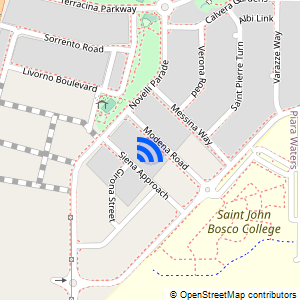 Terracina Parkway
Calvera Gardens
Abi Link
Sorrento Road
Livorno Boulevard
Novelli Parade
Verona Road
Saint Pierre Turn
Varazze Way
Messina Way
Modena Road
Siena Approach
Girona Street
Piara Waters
Saint John
Bosco College
© OpenStreetMap contributors